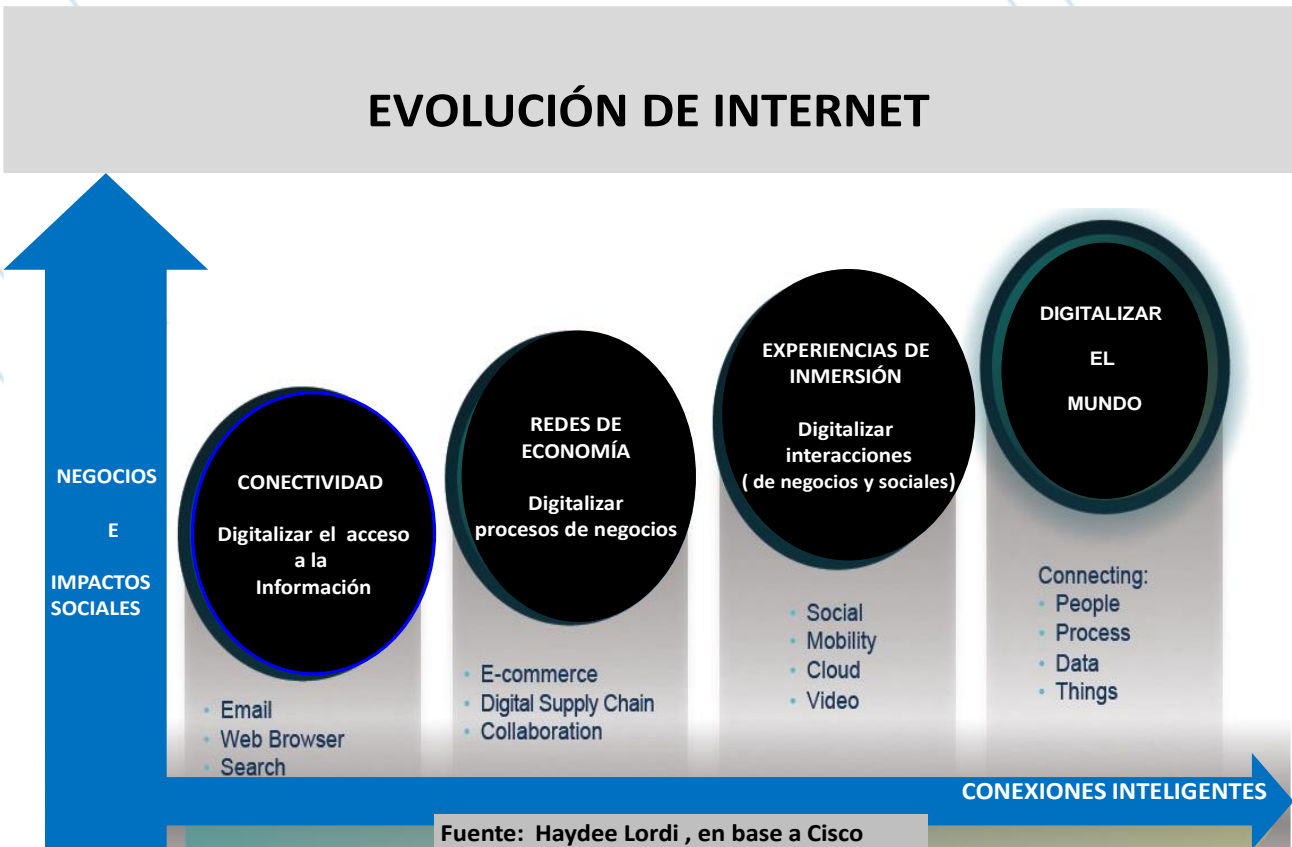 EVOLUCIÓN DE INTERNET
NEGOCIOS
E
IMPACTOS
SOCIALES
CONECTIVIDAD
Digitalizar el acceso
a la
Información
• Email
• Web Browser
• Search
REDES DE
ECONOMÍA
Digitalizar
procesos de negocios
• E-commerce
• Digital Supply Chain
• Collaboration
EXPERIENCIAS DE
INMERSIÓN
Digitalizar
interacciones
( de negocios y sociales)
• Social
• Mobility
• Cloud
• Video
DIGITALIZAR
EL
MUNDO
Connecting:
• People
• Process
• Data
• Things
CONEXIONES INTELIGENTES
Fuente: Haydee Lordi , en base a Cisco